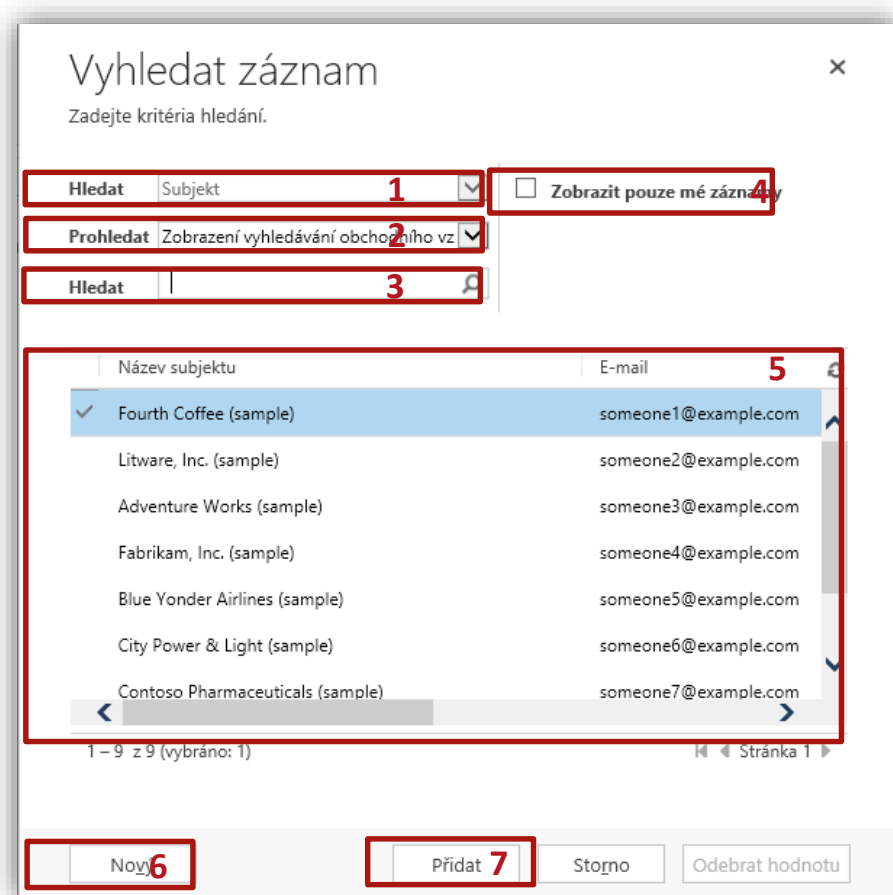 Vyhledat záznam
Zadejte kritéria hledání.
Hledat Subjekt 1
Zobrazit pouze mé záznamy 4
Prohledat Zobrazení vyhledávání obchodního vz 2
Hledat 3
Název subjektu E-mail 5
Fourth Coffee (sample) someone1@example.com
Litware, Inc. (sample) someone2@example.com
Adventure Works (sample) someone3@example.com
Fabrikam, Inc. (sample) someone4@example.com
Blue Yonder Airlines (sample) someone5@example.com
City Power & Light (sample) someone6@example.com
Contoso Pharmaceuticals (sample) someone7@example.com
1 – 9 z 9 (vybráno: 1) Stránka 1
Nový 6 Přidat 7 Storno Odebrat hodnotu